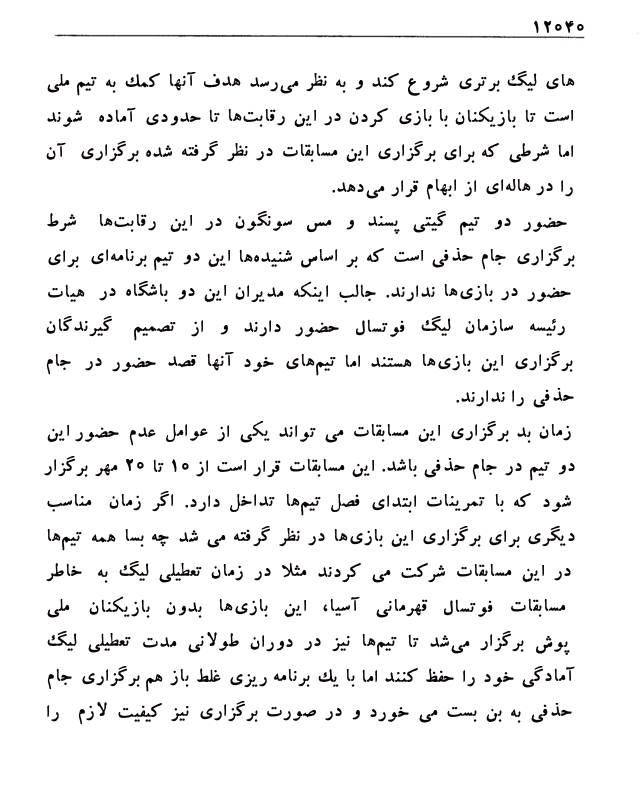 ۱۲۰۴۰
های لیگ برتری شروع کند و به نظر می‌رسد هدف آنها کمک به تیم ملی
است تا بازیکنان با بازی کردن در این رقابت‌ها تا حدودی آماده شوند
اما شرطی که برای برگزاری این مسابقات در نظر گرفته شده برگزاری آن
را در هاله‌ای از ابهام قرار می‌دهد.
حضور دو تیم گیتی پسند و مس سونگون در این رقابت‌ها شرط
برگزاری جام حذفی است که بر اساس شنیده‌ها این دو تیم برنامه‌ای برای
حضور در بازی‌ها ندارند. جالب اینکه مدیران این دو باشگاه در هیات
رئیسه سازمان لیگ فوتسال حضور دارند و از تصمیم گیرندگان
برگزاری این بازی‌ها هستند اما تیم‌های خود آنها قصد حضور در جام
حذفی را ندارند.
زمان بد برگزاری این مسابقات می تواند یکی از عوامل عدم حضور این
دو تیم در جام حذفی باشد. این مسابقات قرار است از ۱۰ تا ۲۰ مهر برگزار
شود که با تمرینات ابتدای فصل تیم‌ها تداخل دارد. اگر زمان مناسب
دیگری برای برگزاری این بازی‌ها در نظر گرفته می شد چه بسا همه تیم‌ها
در این مسابقات شرکت می کردند مثلا در زمان تعطیلی لیگ به خاطر
مسابقات فوتسال قهرمانی آسیا، این بازی‌ها بدون بازیکنان ملی
پوش برگزار می‌شد تا تیم‌ها نیز در دوران طولانی مدت تعطیلی لیگ
آمادگی خود را حفظ کنند اما با یك برنامه ریزی غلط باز هم برگزاری جام
حذفی به بن بست می خورد و در صورت برگزاری نیز کیفیت لازم را